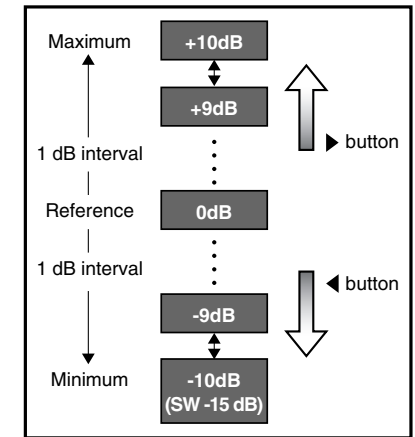 Maximum
+10dB
+9dB
▶ button
1 dB interval
Reference
0dB
1 dB interval
◀ button
-9dB
Minimum
-10dB
(SW -15 dB)